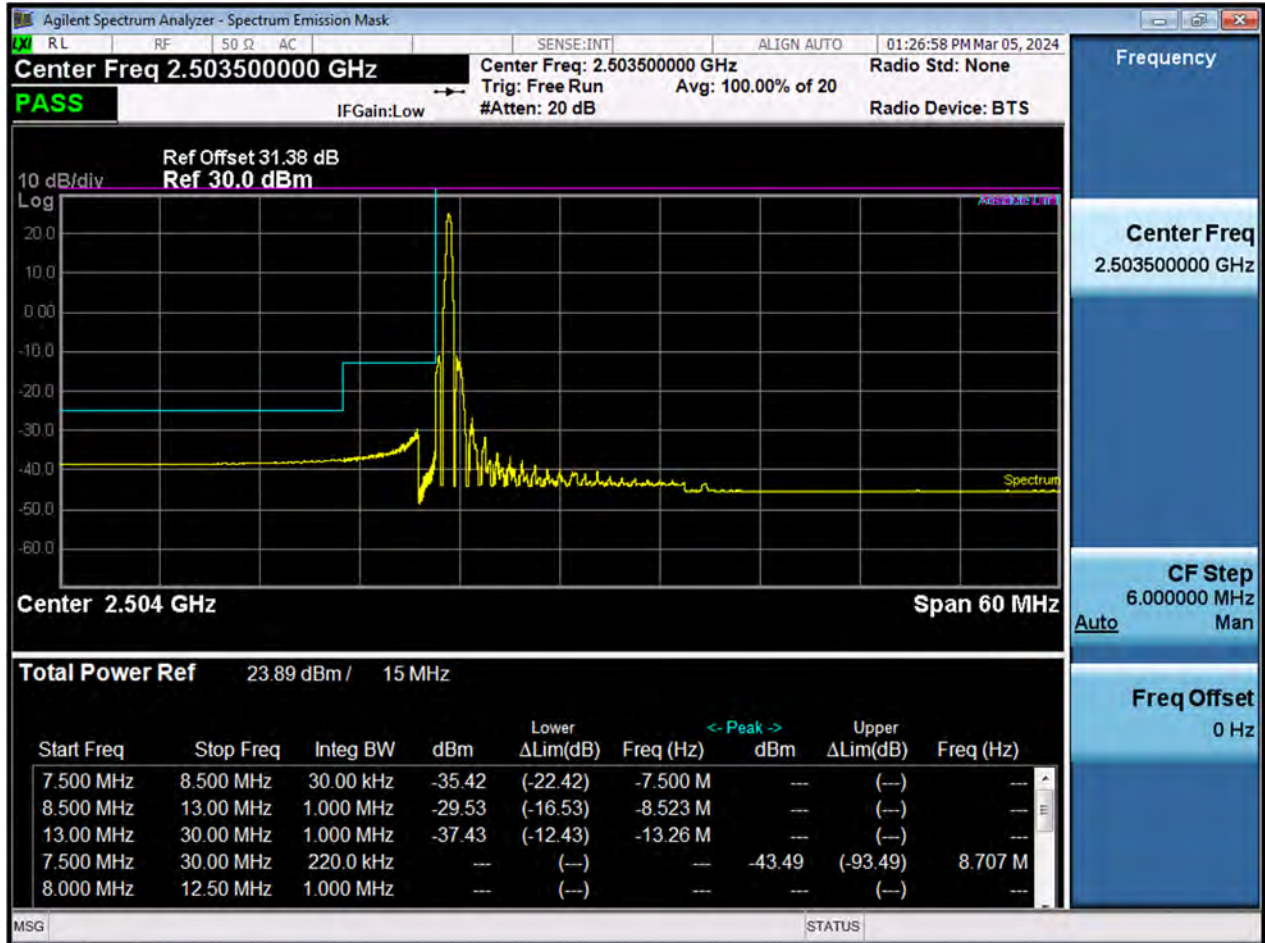 Agilent Spectrum Analyzer - Spectrum Emission Mask
LXI RL RF 50 Ω AC SENSE:INT ALIGN AUTO 01:26:58 PM Mar 05, 2024
Center Freq 2.503500000 GHz Center Freq: 2.503500000 GHz Radio Std: None
Trig: Free Run Avg: 100.00% of 20
PASS IFGain:Low #Atten: 20 dB Radio Device: BTS
Ref Offset 31.38 dB
10 dB/div Ref 30.0 dBm
Log
Absolute Limit
20.0
10.0
0.00
-10.0
-20.0
-30.0
-40.0
Spectrum
-50.0
-60.0
Center 2.504 GHz Span 60 MHz
Total Power Ref 23.89 dBm / 15 MHz
Lower <- Peak -> Upper
Start Freq Stop Freq Integ BW dBm ΔLim(dB) Freq (Hz) dBm ΔLim(dB) Freq (Hz)
7.500 MHz 8.500 MHz 30.00 kHz -35.42 (-22.42) -7.500 M --- (---) ---
8.500 MHz 13.00 MHz 1.000 MHz -29.53 (-16.53) -8.523 M --- (---) ---
13.00 MHz 30.00 MHz 1.000 MHz -37.43 (-12.43) -13.26 M --- (---) ---
7.500 MHz 30.00 MHz 220.0 kHz --- (---) --- -43.49 (-93.49) 8.707 M
8.000 MHz 12.50 MHz 1.000 MHz --- (---) --- --- (---) ---
MSG STATUS
Frequency
Center Freq
2.503500000 GHz
CF Step
6.000000 MHz
Auto Man
Freq Offset
0 Hz